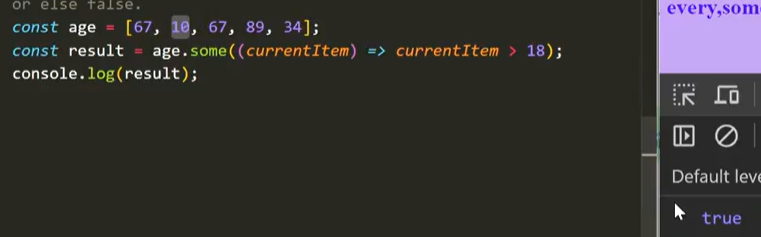 or else false.
const age = [67, 10, 67, 89, 34];
const result = age.some((currentItem) => currentItem > 18);
console.log(result);
every,som
Default leve
true